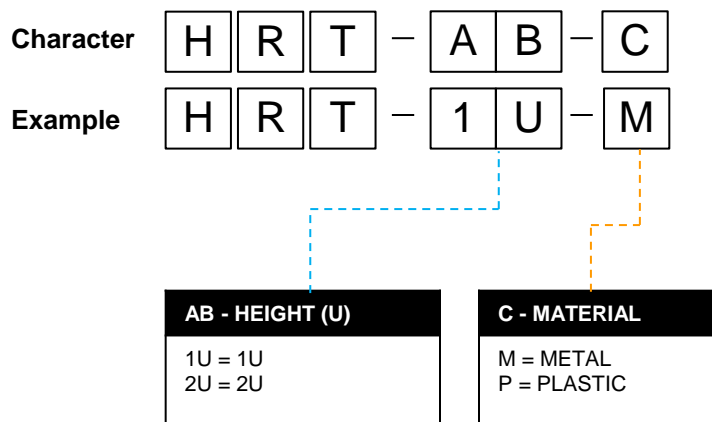 Character H R T – A B – C
Example H R T – 1 U – M
AB - HEIGHT (U)
1U = 1U
2U = 2U
C - MATERIAL
M = METAL
P = PLASTIC